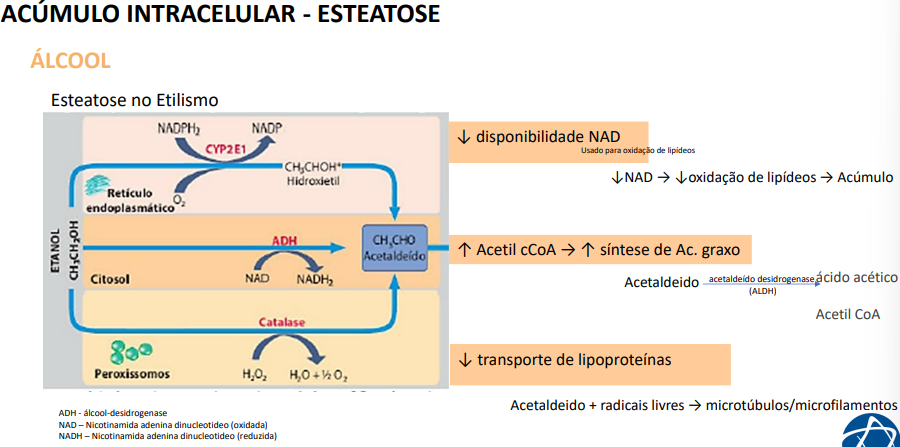 ACÚMULO INTRACELULAR - ESTEATOSE
ÁLCOOL
Esteatose no Etilismo
NADPH₂ NADP
CYP2E1
O₂
CH₃CHOH⁺
Hidroxietil
Retículo
endoplasmático
ETANOL
CH₃CH₂OH
ADH
NAD NADH₂
Citosol
CH₃CHO
Acetaldeído
Catalase
H₂O₂ H₂O + ½ O₂
Peroxissomos
↓ disponibilidade NAD
Usado para oxidação de lipídeos
↓NAD → ↓oxidação de lipídeos → Acúmulo
↑ Acetil cCoA → ↑ síntese de Ac. graxo
Acetaldeido acetaldeído desidrogenase ácido acético
(ALDH)
Acetil CoA
↓ transporte de lipoproteínas
Acetaldeido + radicais livres → microtúbulos/microfilamentos
ADH - álcool-desidrogenase
NAD – Nicotinamida adenina dinucleotideo (oxidada)
NADH – Nicotinamida adenina dinucleotideo (reduzida)